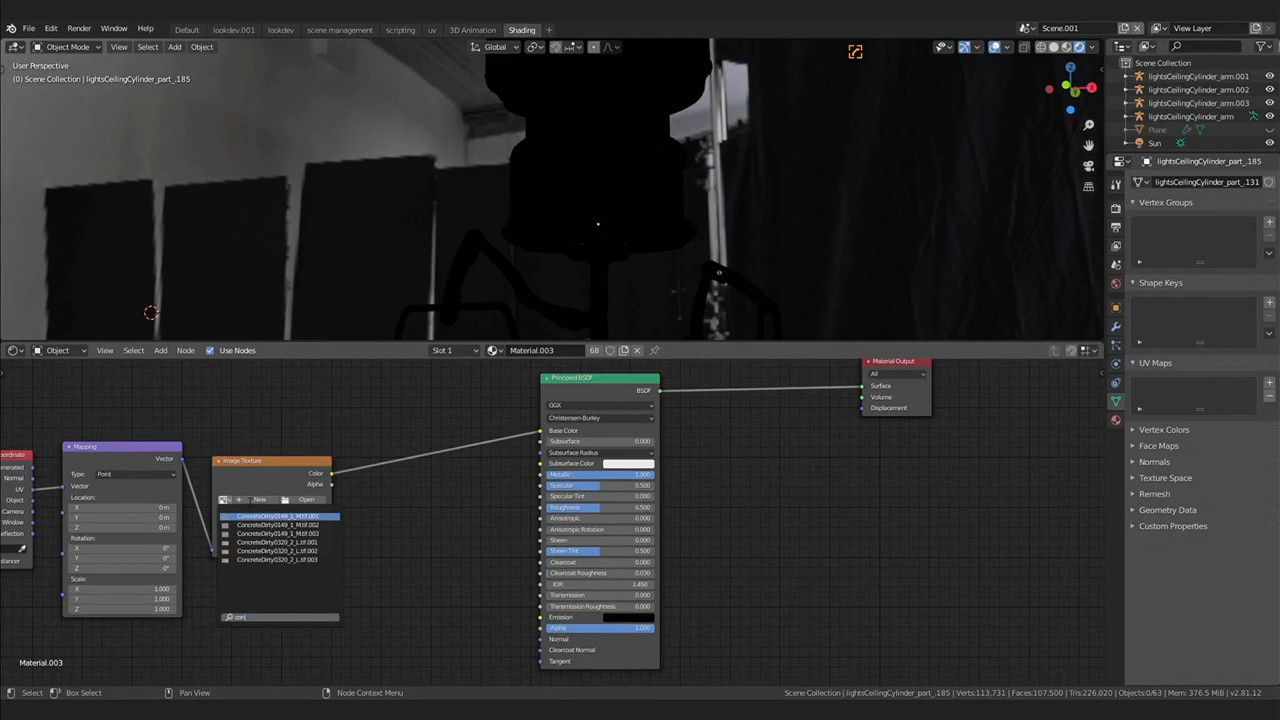 File Edit Render Window Help Default lookdev.001 lookdev scene management scripting uv 3D Animation Shading + Scene.001 View Layer
Object Mode View Select Add Object Global
User Perspective
(0) Scene Collection | lightsCeilingCylinder_part_.185
Z
X
Y
Scene Collection
lightsCeilingCylinder_arm.001
lightsCeilingCylinder_arm.002
lightsCeilingCylinder_arm.003
lightsCeilingCylinder_arm
Plane
Sun
lightsCeilingCylinder_part_.185
lightsCeilingCylinder_part_.131
Vertex Groups
Shape Keys
UV Maps
Vertex Colors
Face Maps
Normals
Texture Space
Remesh
Geometry Data
Custom Properties
Object View Select Add Node Use Nodes Slot 1 Material.003 68
Coordinate
Normal
UV
Object
Mapping
Vector
Type: Point
Vector
Location:
X 0 m
Y 0 m
Z 0 m
Rotation:
X 0°
Y 0°
Z 0°
Scale:
X 1.000
Y 1.000
Z 1.000
Image Texture
Color
Alpha
New Open
ConcreteDirty0149_1_M.tif.001
ConcreteDirty0149_1_M.tif.002
ConcreteDirty0149_1_M.tif.003
ConcreteDirty0320_2_L.tif.001
ConcreteDirty0320_2_L.tif.002
ConcreteDirty0320_2_L.tif.003
con
Principled BSDF
BSDF
GGX
Christensen-Burley
Base Color
Subsurface 0.000
Subsurface Radius
Subsurface Color
Metallic 1.000
Specular 0.500
Specular Tint 0.000
Roughness 0.500
Anisotropic 0.000
Anisotropic Rotation 0.000
Sheen 0.000
Sheen Tint 0.500
Clearcoat 0.000
Clearcoat Roughness 0.030
IOR 1.450
Transmission 0.000
Transmission Roughness 0.000
Emission
Alpha 1.000
Normal
Clearcoat Normal
Tangent
Material Output
All
Surface
Volume
Displacement
Material.003
Select Box Select Pan View Node Context Menu Scene Collection | lightsCeilingCylinder_part_.185 | Verts:113,731 | Faces:107,500 | Tris:226,020 | Objects:0/63 | Mem: 376.5 MiB | v2.81.12